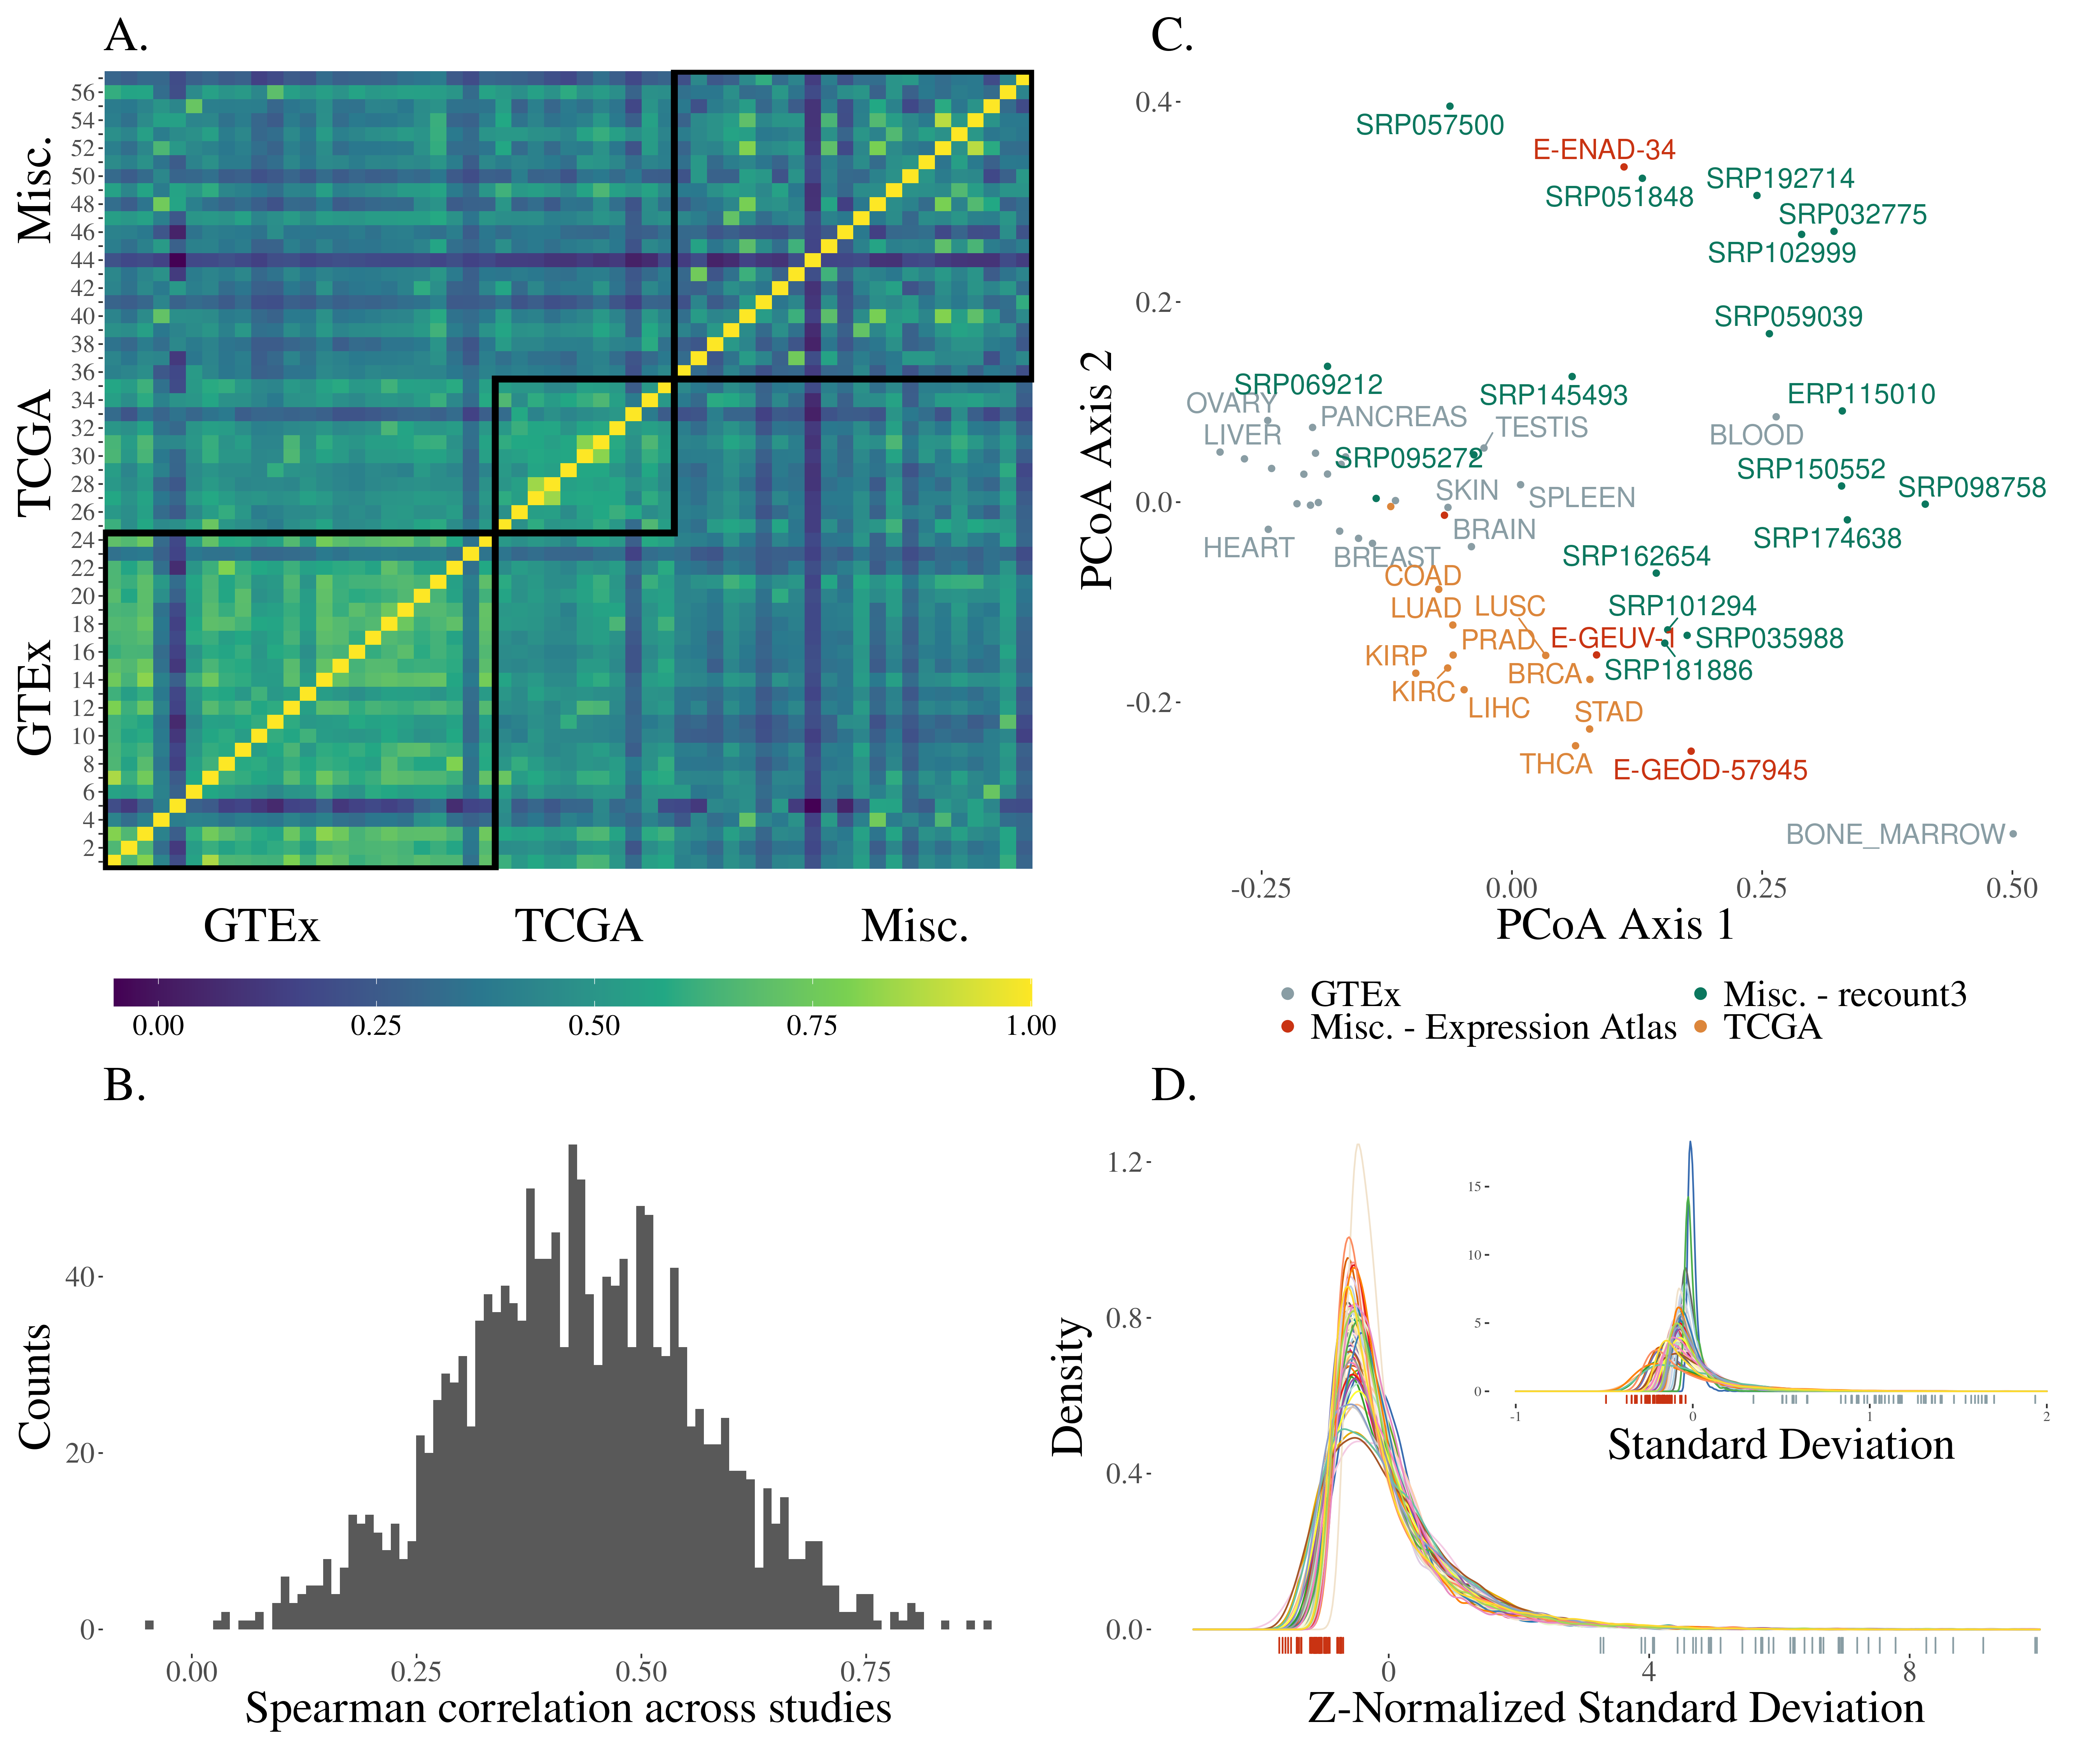 A.
Misc.
TCGA
GTEx
56
54
52
50
48
46
44
42
40
38
36
34
32
30
28
26
24
22
20
18
16
14
12
10
8
6
4
2
GTEx
TCGA
Misc.
0.00
0.25
0.50
0.75
1.00
B.
Counts
40
20
0
0.00
0.25
0.50
0.75
Spearman correlation across studies
C.
PCoA Axis 2
0.4
0.2
0.0
-0.2
SRP057500
E-ENAD-34
SRP051848
SRP192714
SRP032775
SRP102999
SRP059039
SRP069212
SRP145493
ERP115010
OVARY
PANCREAS
TESTIS
BLOOD
LIVER
SRP095272
SRP150552
SKIN
SPLEEN
SRP098758
BRAIN
SRP174638
HEART
BREAST
SRP162654
COAD
LUAD
LUSC
SRP101294
PRAD
E-GEUV-1
SRP035988
KIRP
BRCA
SRP181886
KIRC
LIHC
STAD
THCA
E-GEOD-57945
BONE_MARROW
-0.25
0.00
0.25
0.50
PCoA Axis 1
GTEx
Misc. - recount3
Misc. - Expression Atlas
TCGA
D.
Density
1.2
0.8
0.4
0.0
0
4
8
Z-Normalized Standard Deviation
15
10
5
0
-1
0
1
2
Standard Deviation